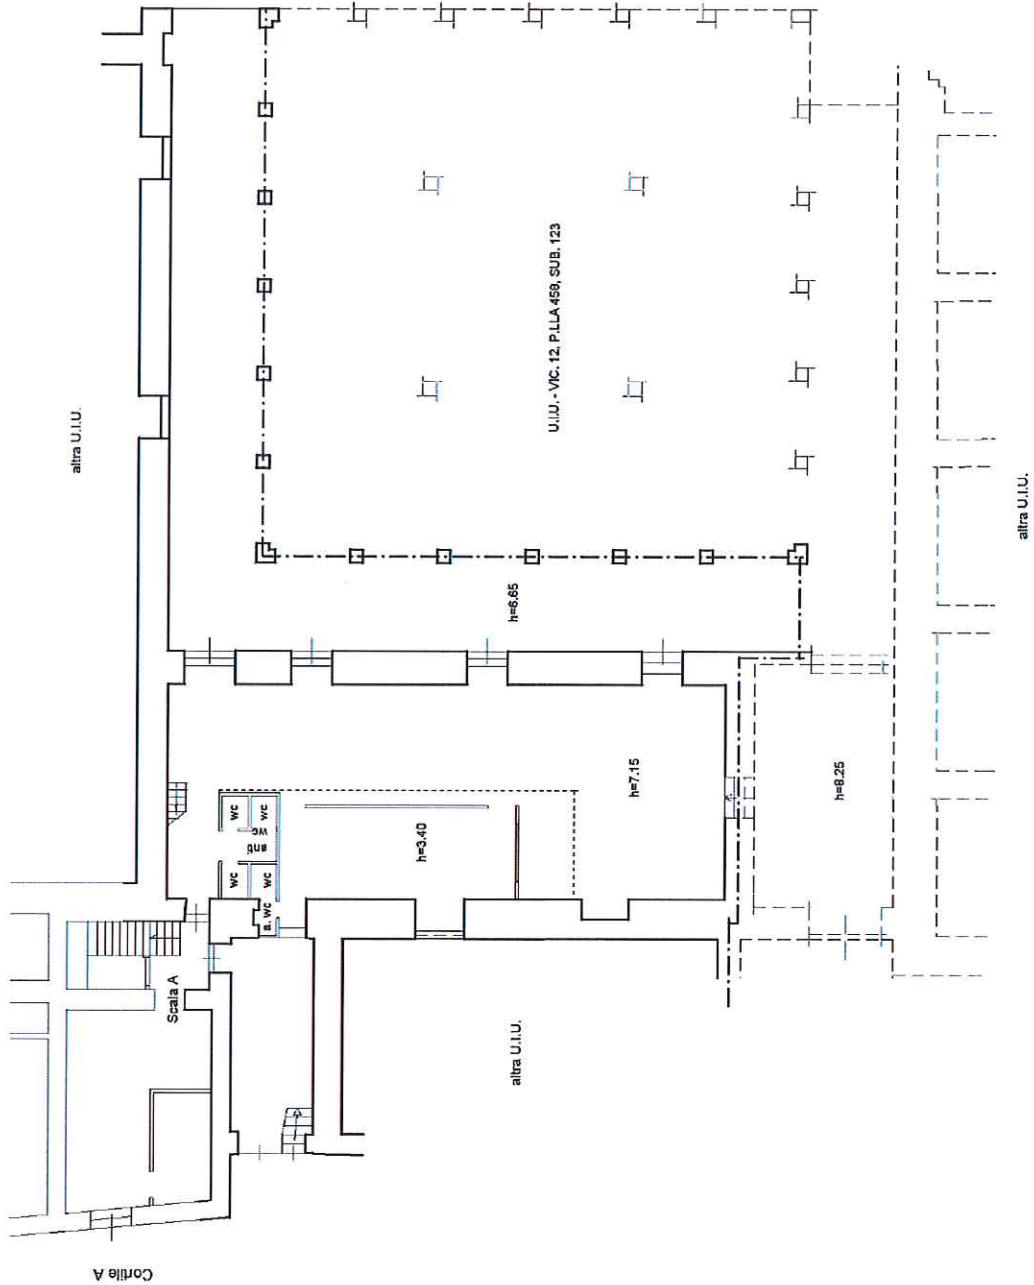 altra U.I.U.
U.I.U. - VIC. 12, P.LLA 458, SUB. 123
altra U.I.U.
h=6.65
h=7.15
h=8.25
h=3.40
wc
wc
wc
anti
wc
wc
a. wc
Scala A
altra U.I.U.
Cortile A